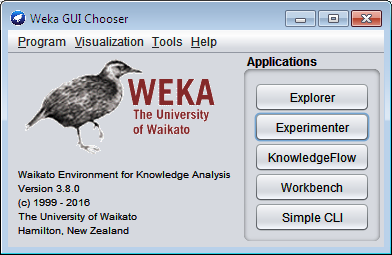 Weka GUI Chooser
Program Visualization Tools Help
WEKA
The University
of Waikato
Waikato Environment for Knowledge Analysis
Version 3.8.0
(c) 1999 - 2016
The University of Waikato
Hamilton, New Zealand
Applications
Explorer
Experimenter
KnowledgeFlow
Workbench
Simple CLI